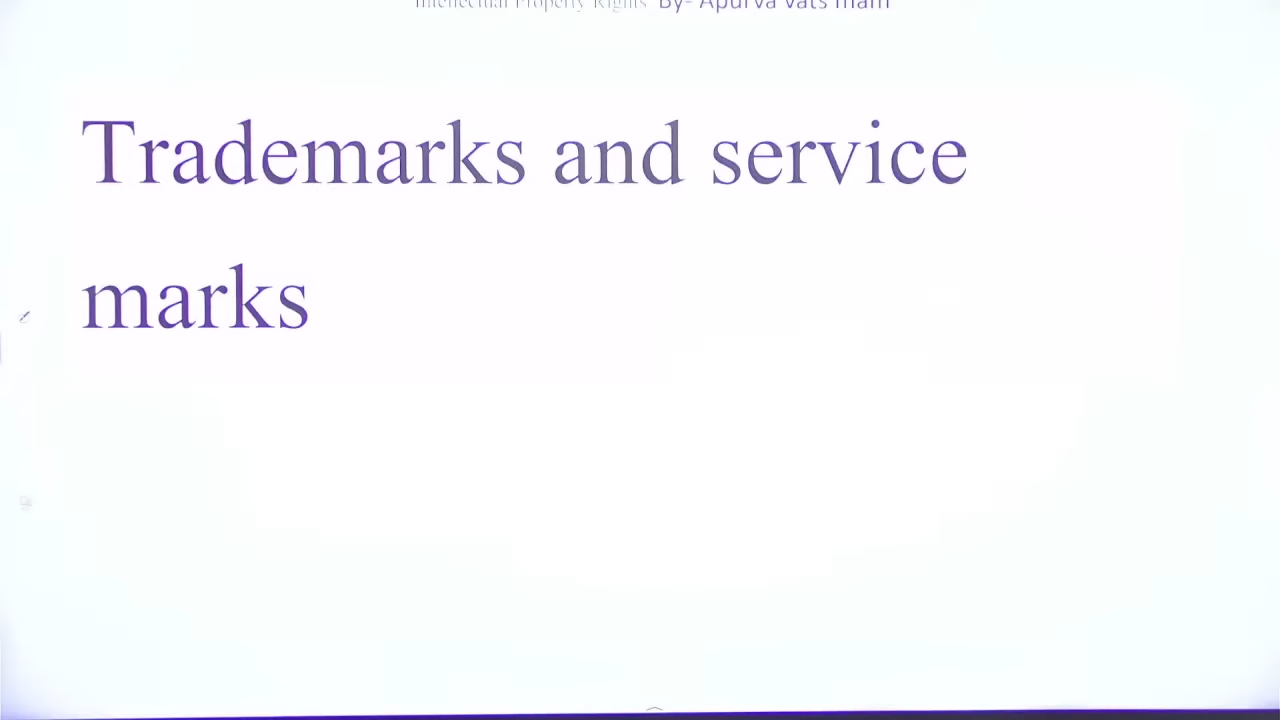 Intellectual Property Rights By- Apurva Vats mam
Trademarks and service
marks